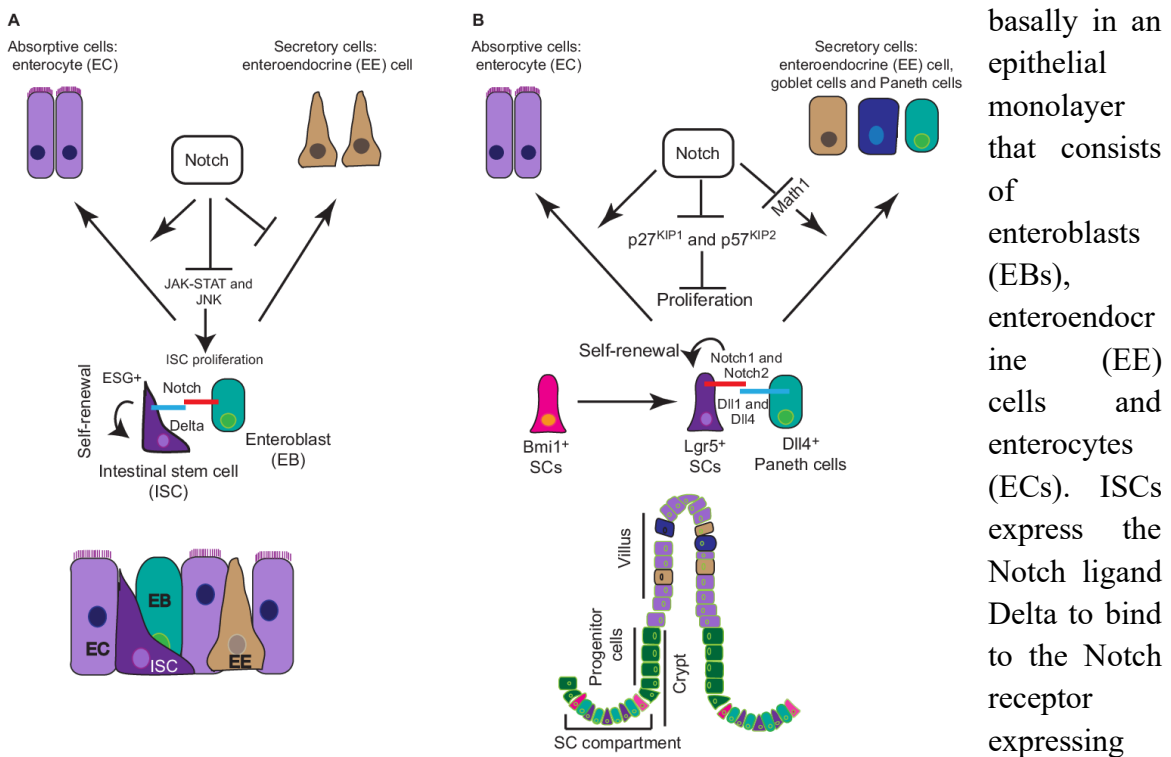 A
Absorptive cells:
enterocyte (EC)
Secretory cells:
enteroendocrine (EE) cell
Notch
JAK-STAT and
JNK
ISC proliferation
ESG+
Notch
Self-renewal
Delta
Enteroblast
(EB)
Intestinal stem cell
(ISC)
EB
EC
ISC
EE
B
Absorptive cells:
enterocyte (EC)
Secretory cells:
enteroendocrine (EE) cell,
goblet cells and Paneth cells
Notch
Math1
p27KIP1 and p57KIP2
Proliferation
Self-renewal
Notch1 and
Notch2
Dll1 and
Dll4
Bmi1+
SCs
Lgr5+
SCs
Dll4+
Paneth cells
Villus
Progenitor
cells
Crypt
SC compartment
basally in an
epithelial
monolayer
that consists
of
enteroblasts
(EBs),
enteroendocr
ine (EE)
cells and
enterocytes
(ECs). ISCs
express the
Notch ligand
Delta to bind
to the Notch
receptor
expressing